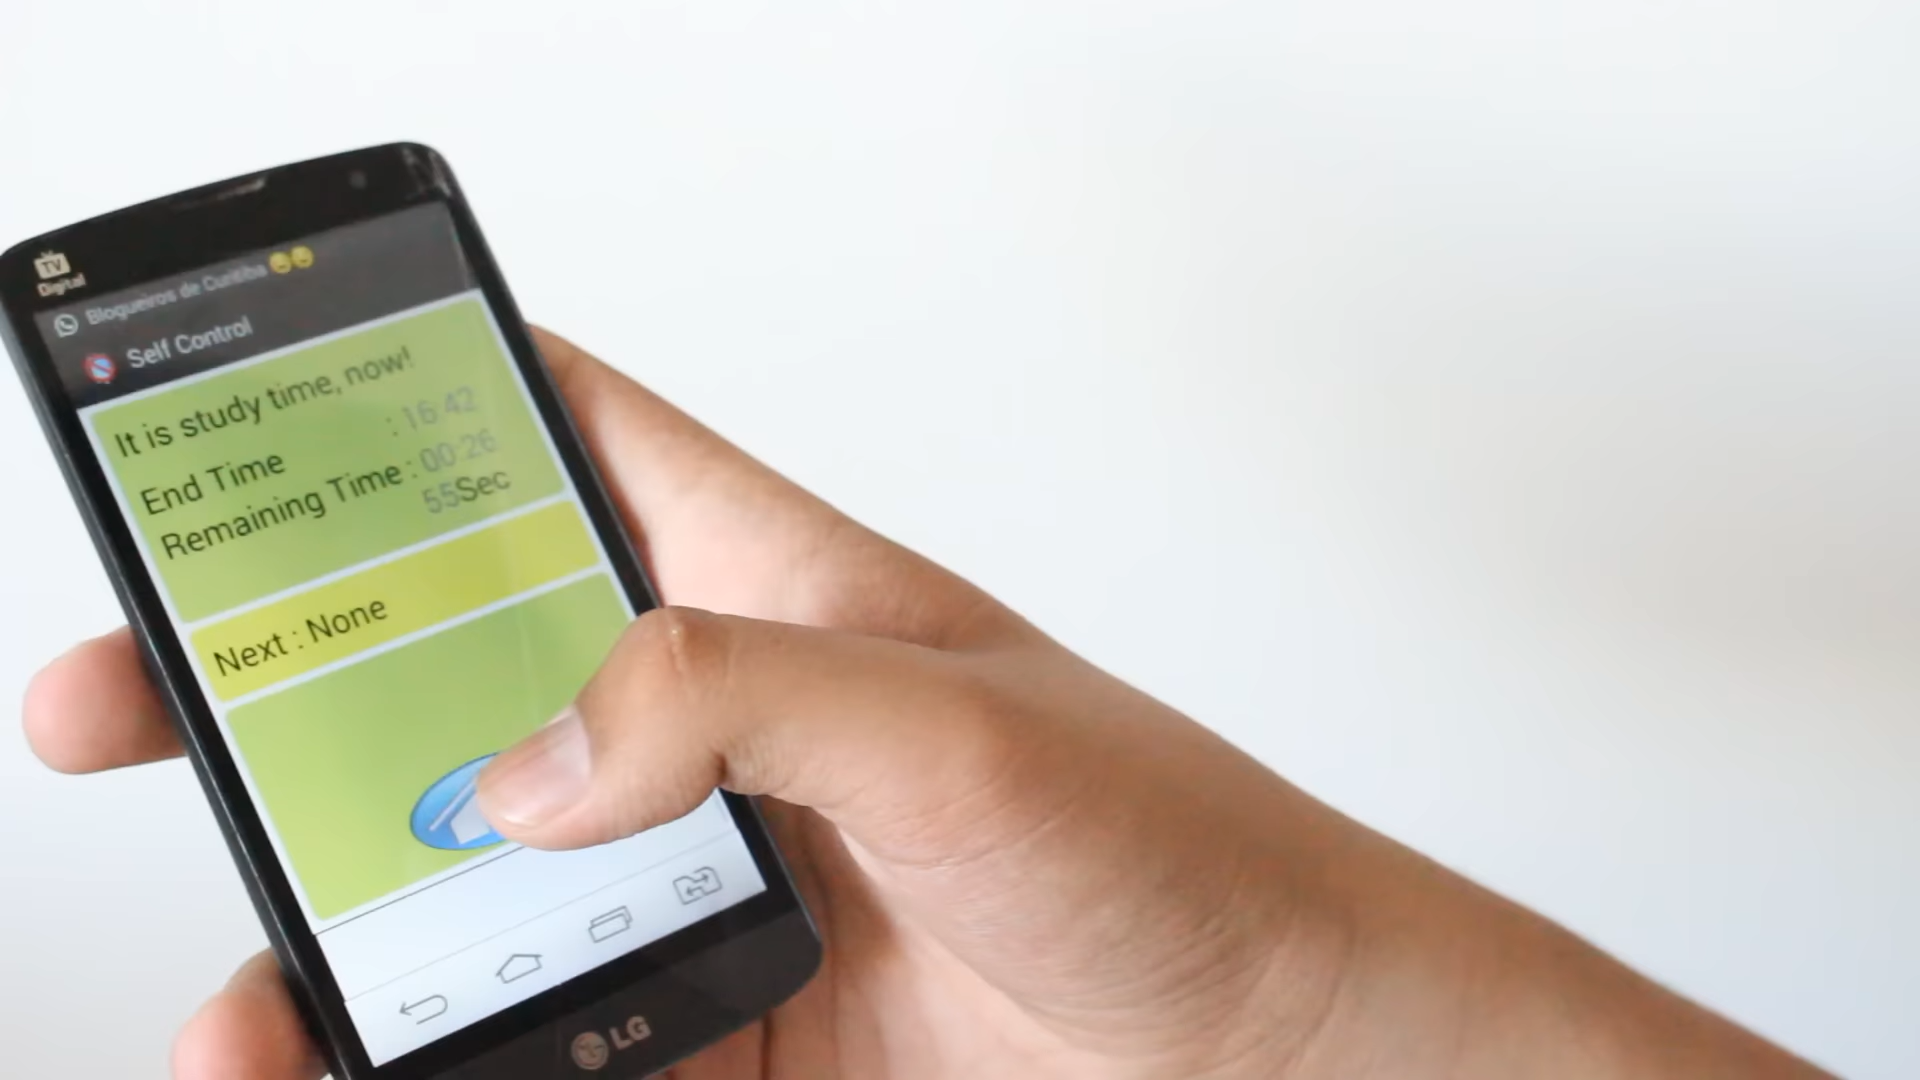 TV
Digital
Blogueiros de Curitiba 😄😄
Self Control
It is study time, now!
End Time : 16:42
Remaining Time : 00:26
55Sec
Next : None
LG